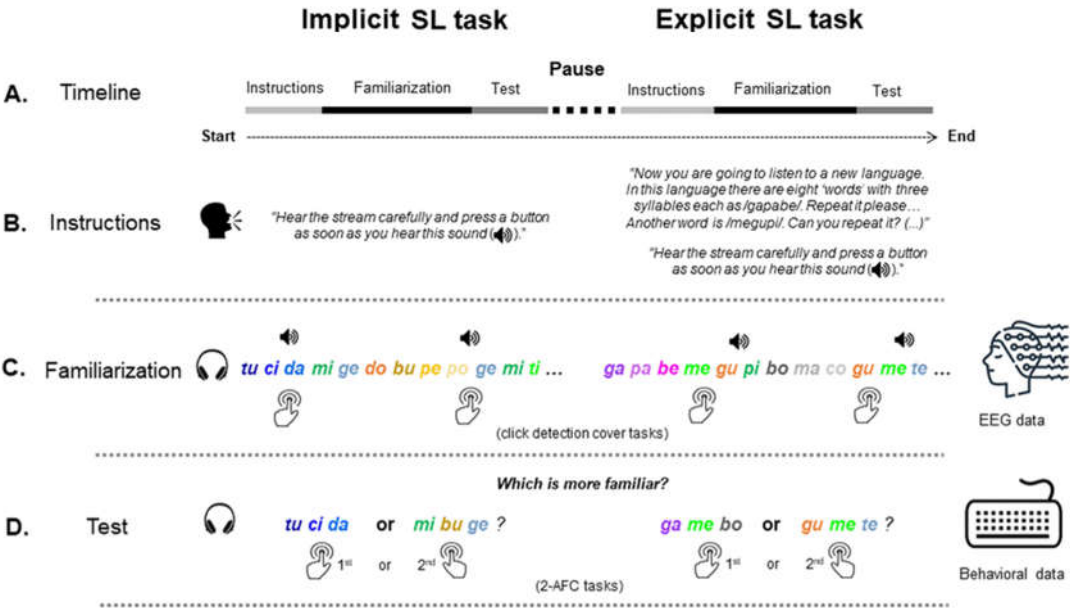 Implicit SL task
Explicit SL task
A. Timeline
Instructions Familiarization Test Pause Instructions Familiarization Test
Start End
B. Instructions
"Hear the stream carefully and press a button
as soon as you hear this sound ()."
"Now you are going to listen to a new language.
In this language there are eight 'words' with three
syllables each as /gapabe/. Repeat it please…
Another word is /megupi/. Can you repeat it? (...)"
"Hear the stream carefully and press a button
as soon as you hear this sound ()."
C. Familiarization
tu ci da mi ge do bu pe po ge mi ti ...
ga pa be me gu pi bo ma co gu me te ...
(click detection cover tasks)
EEG data
Which is more familiar?
D. Test
tu ci da or mi bu ge ?
ga me bo or gu me te ?
1st or 2nd
1st or 2nd
(2-AFC tasks)
Behavioral data